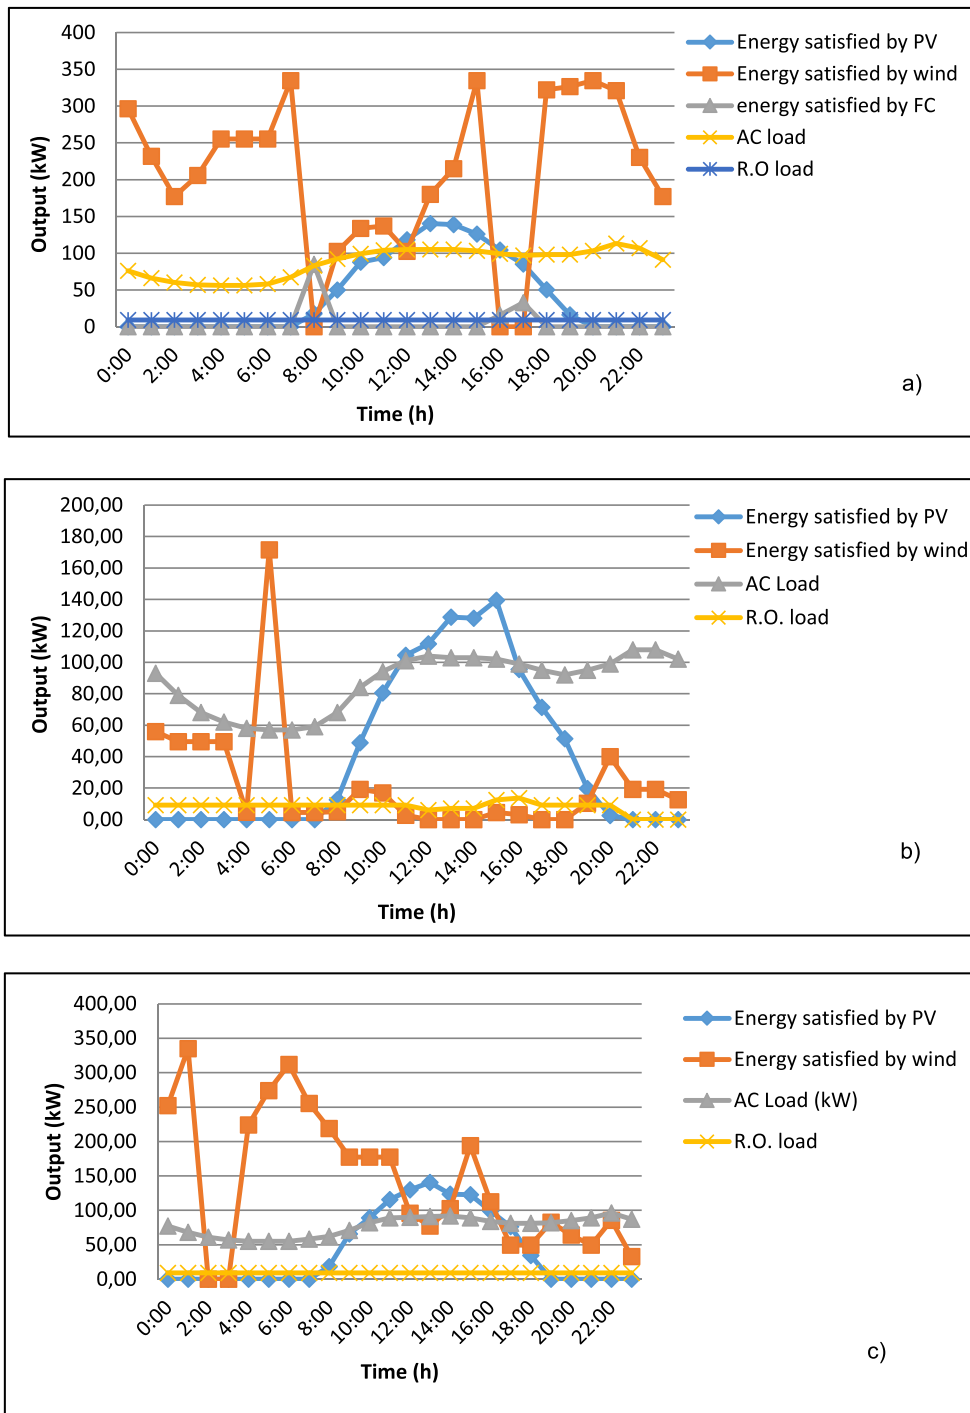 400
350
300
250
200
150
100
50
0
Output (kW)
0:00
2:00
4:00
6:00
8:00
10:00
12:00
14:00
16:00
18:00
20:00
22:00
Time (h)
Energy satisfied by PV
Energy satisfied by wind
energy satisfied by FC
AC load
R.O load
a)
200,00
180,00
160,00
140,00
120,00
100,00
80,00
60,00
40,00
20,00
0,00
Output (kW)
0:00
2:00
4:00
6:00
8:00
10:00
12:00
14:00
16:00
18:00
20:00
22:00
Time (h)
Energy satisfied by PV
Energy satisfied by wind
AC Load
R.O. load
b)
400,00
350,00
300,00
250,00
200,00
150,00
100,00
50,00
0,00
Output (kW)
0:00
2:00
4:00
6:00
8:00
10:00
12:00
14:00
16:00
18:00
20:00
22:00
Time (h)
Energy satisfied by PV
Energy satisfied by wind
AC Load (kW)
R.O. load
c)